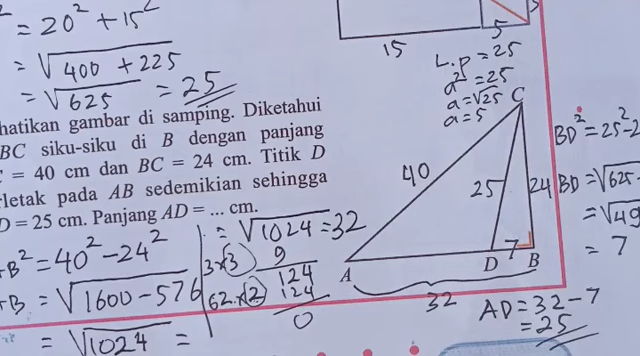 ² = 20² + 15²
= √400 + 225
= √625 = 25
15
5
L.p = 25
a² = 25
a = √25
a = 5
hatikan gambar di samping. Diketahui
BC siku-siku di B dengan panjang
= 40 cm dan BC = 24 cm. Titik D
rletak pada AB sedemikian sehingga
D = 25 cm. Panjang AD = ... cm.
B² = 40² - 24²
B = √1600 - 576
= √1024 =
= √1024 = 32
3×3
9
124
62×2
124
0
C
40
25
24
A
D
7
B
32
BD² = 25² - 2
BD = √625 -
= √49
= 7
AD = 32 - 7
= 25